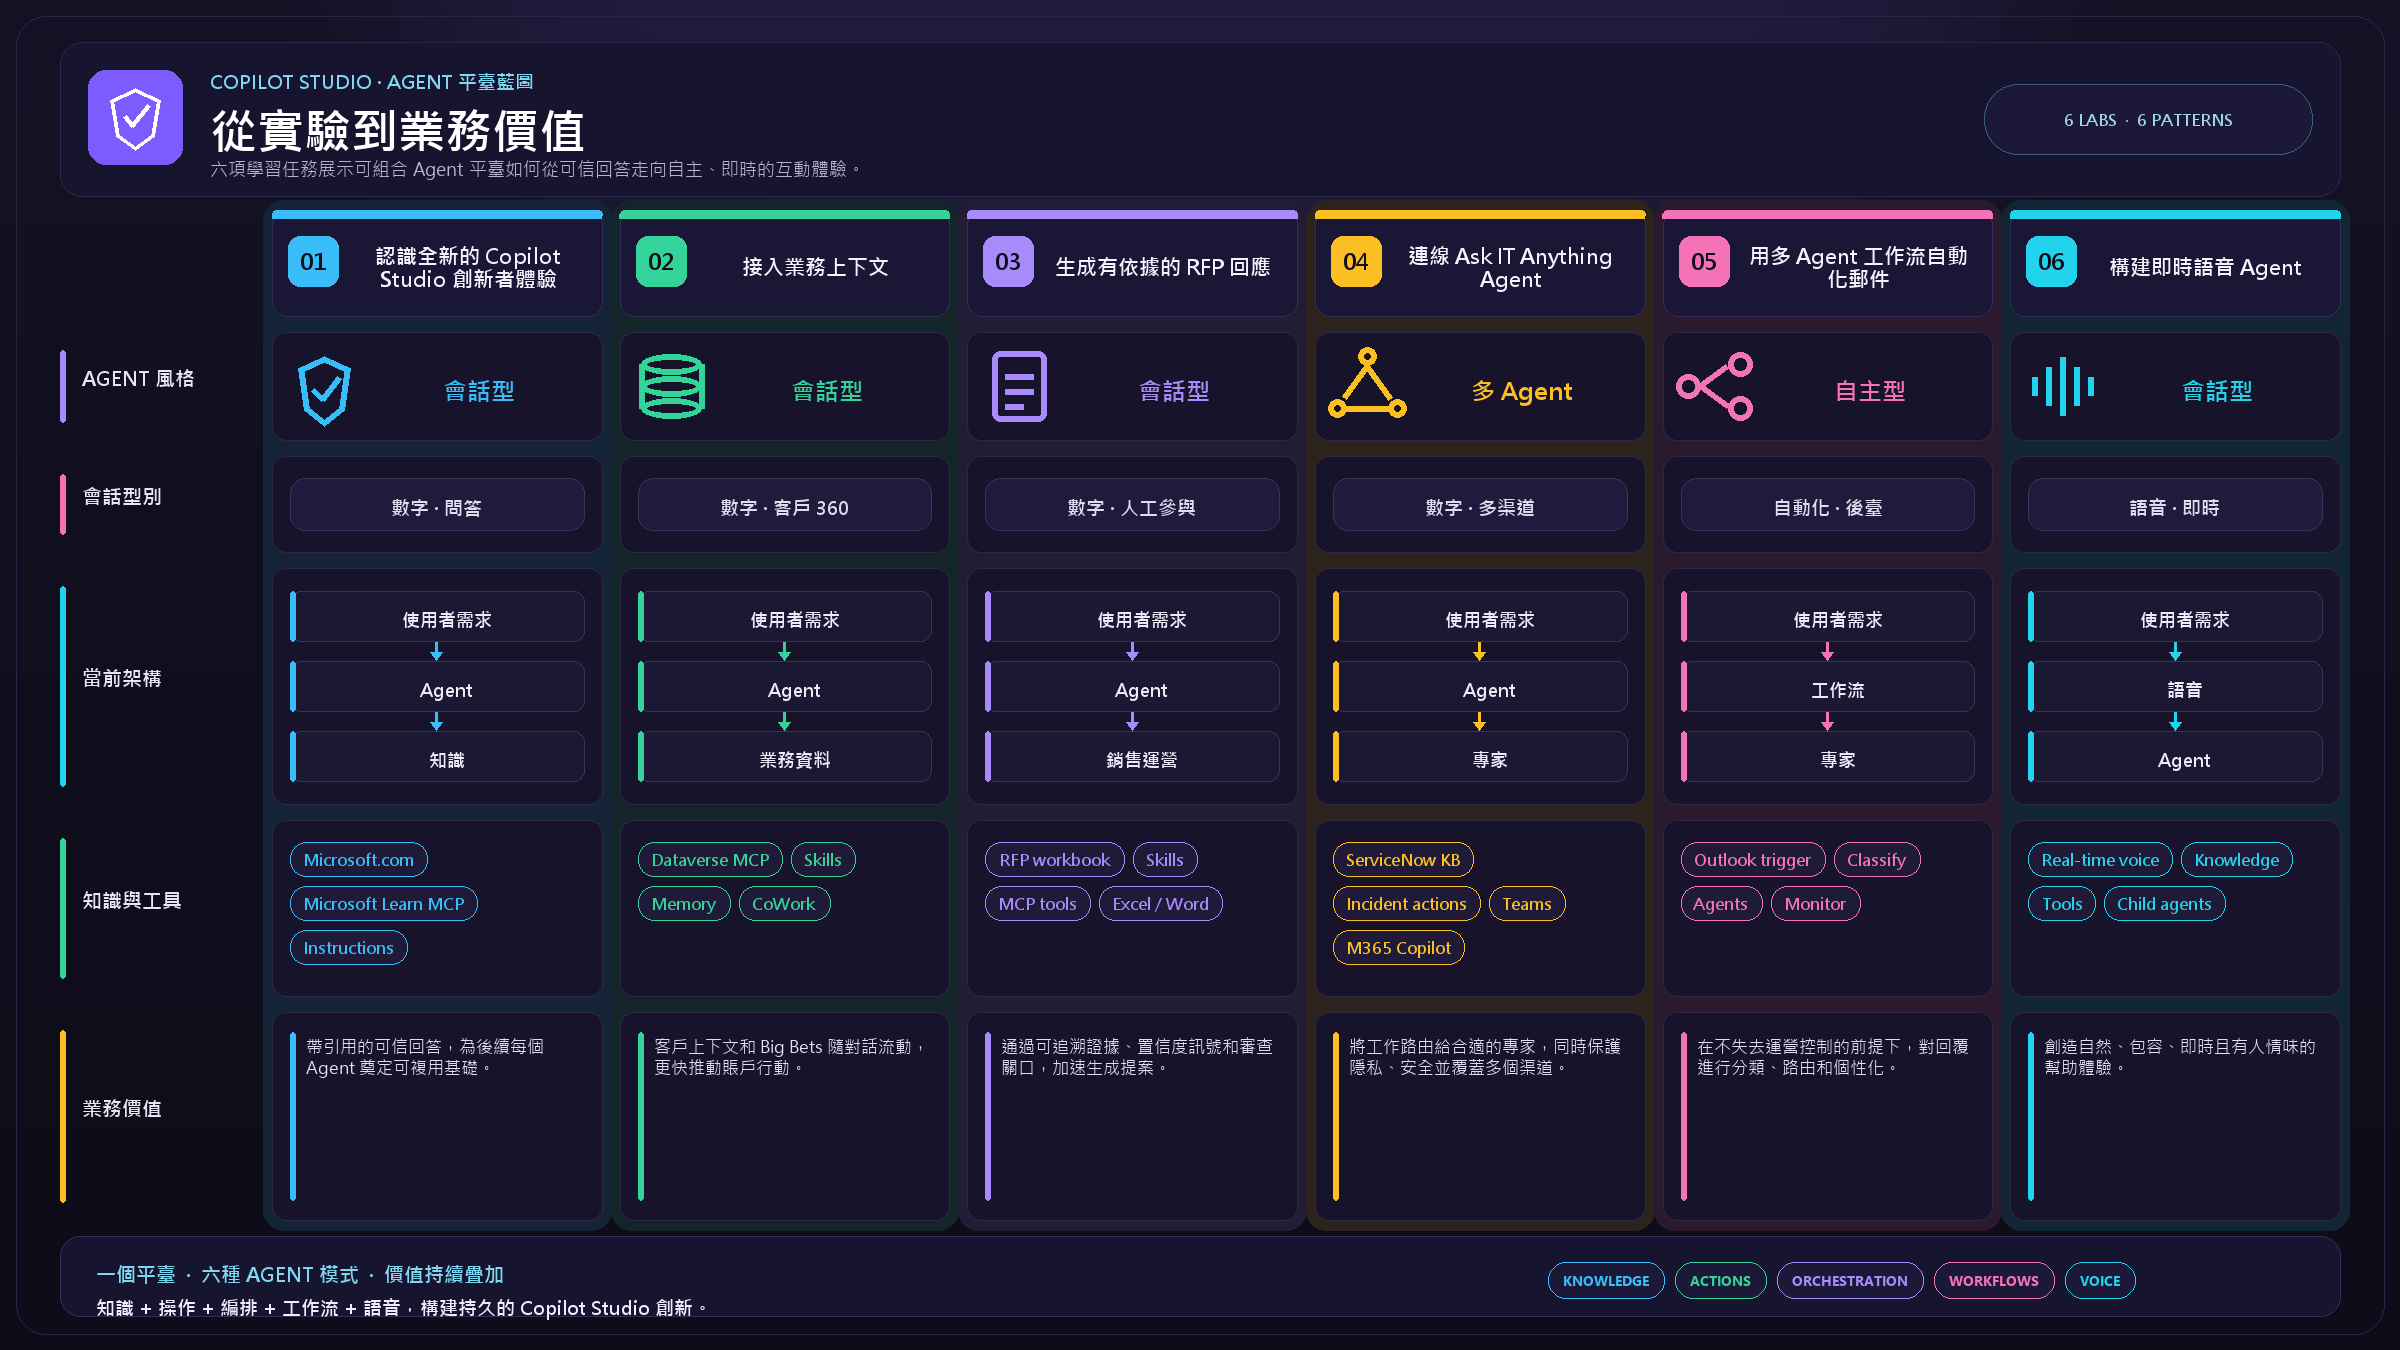 COPILOT STUDIO · AGENT 平臺藍圖
從實驗到業務價值
六項學習任務展示可組合 Agent 平臺如何從可信回答走向自主、即時的互動體驗。
6 LABS · 6 PATTERNS
01
認識全新的 Copilot
Studio 創新者體驗
02
接入業務上下文
03
生成有依據的 RFP 回應
04
連線 Ask IT Anything
Agent
05
用多 Agent 工作流自動
化郵件
06
構建即時語音 Agent
AGENT 風格
會話型
會話型
會話型
多 Agent
自主型
會話型
會話型別
數字 · 問答
數字 · 客戶 360
數字 · 人工參與
數字 · 多渠道
自動化 · 後臺
語音 · 即時
當前架構
使用者需求
Agent
知識
使用者需求
Agent
業務資料
使用者需求
Agent
銷售運營
使用者需求
Agent
專家
使用者需求
工作流
專家
使用者需求
語音
Agent
知識與工具
Microsoft.com
Microsoft Learn MCP
Instructions
Dataverse MCP
Skills
Memory
CoWork
RFP workbook
Skills
MCP tools
Excel / Word
ServiceNow KB
Incident actions
Teams
M365 Copilot
Outlook trigger
Classify
Agents
Monitor
Real-time voice
Knowledge
Tools
Child agents
業務價值
帶引用的可信回答，為後續每個
Agent 奠定可複用基礎。
客戶上下文和 Big Bets 隨對話流動，
更快推動賬戶行動。
通過可追溯證據、置信度訊號和審查
關口，加速生成提案。
將工作路由給合適的專家，同時保護
隱私、安全並覆蓋多個渠道。
在不失去運營控制的前提下，對回覆
進行分類、路由和個性化。
創造自然、包容、即時且有人情味的
幫助體驗。
一個平臺 · 六種 AGENT 模式 · 價值持續疊加
知識 + 操作 + 編排 + 工作流 + 語音，構建持久的 Copilot Studio 創新。
KNOWLEDGE
ACTIONS
ORCHESTRATION
WORKFLOWS
VOICE